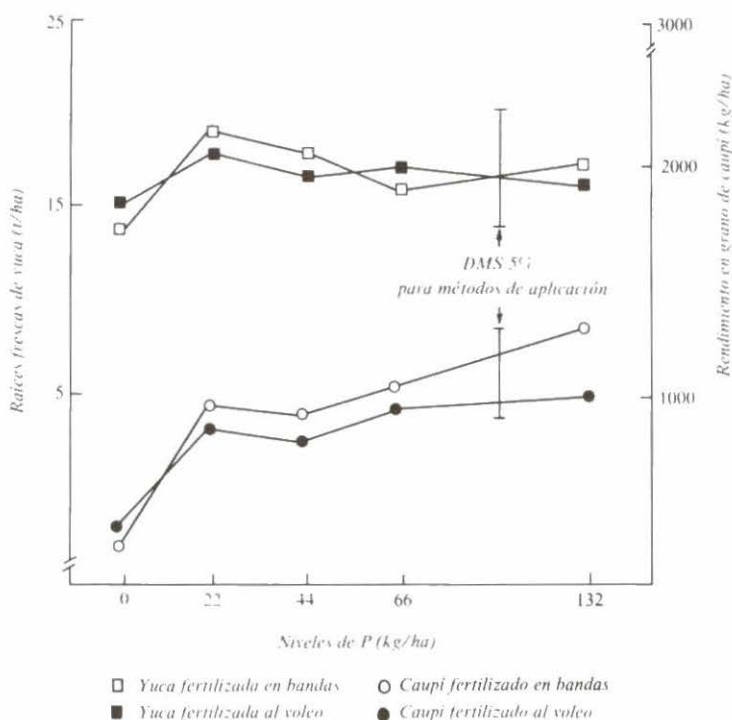 25
15
5
Raíces frescas de yuca (t/ha)
3000
2000
1000
Rendimiento en grano de caupí (kg/ha)
DMS 5%
para métodos de aplicación
0 22 44 66 132
Niveles de P (kg/ha)
□ Yuca fertilizada en bandas ○ Caupí fertilizado en bandas
■ Yuca fertilizada al voleo ● Caupí fertilizado al voleo